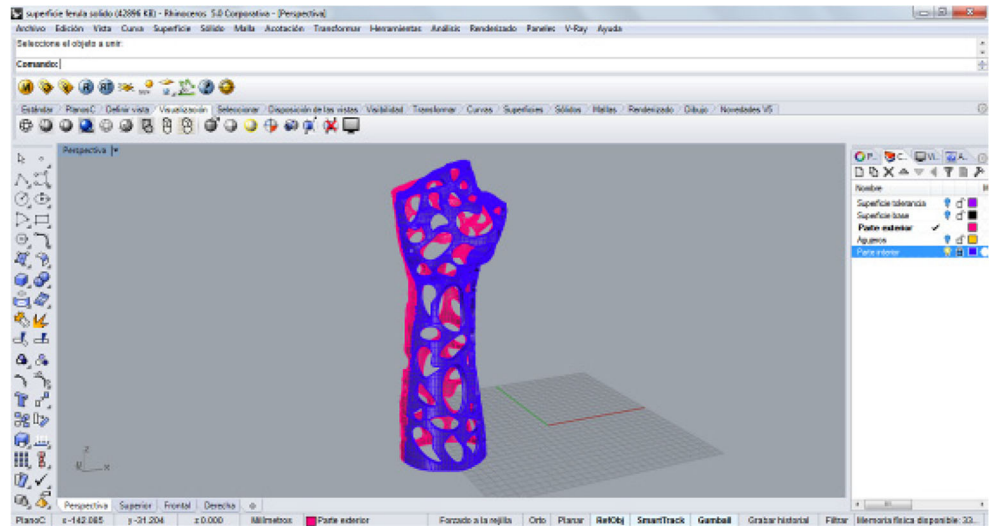 superficie ferula solido (42896 KB) - Rhinoceros 5.0 Corporativa - [Perspectiva]
Archivo Edición Vista Curva Superficie Sólido Malla Acotación Transformar Herramientas Análisis Renderizado Paneles V-Ray Ayuda
Seleccione el objeto a unir:
Comando:
Estándar PlanosC Definir vista Visualización Seleccionar Disposición de las vistas Visibilidad Transformar Curvas Superficies Sólidos Mallas Renderizado Dibujo Novedades V5
Perspectiva
P.. C.. Vi.. A..
Nombre M
Superficie tolerancia
Superficie base
Parte exterior
Agujeros
Parte interior
z
y x
Perspectiva Superior Frontal Derecha
PlanoC x-142.085 y-31.204 z0.000 Milímetros Parte exterior Forzado a la rejilla Orto Planar RefObj SmartTrack Gumball Grabar historial Filtrar Memoria física disponible: 33...